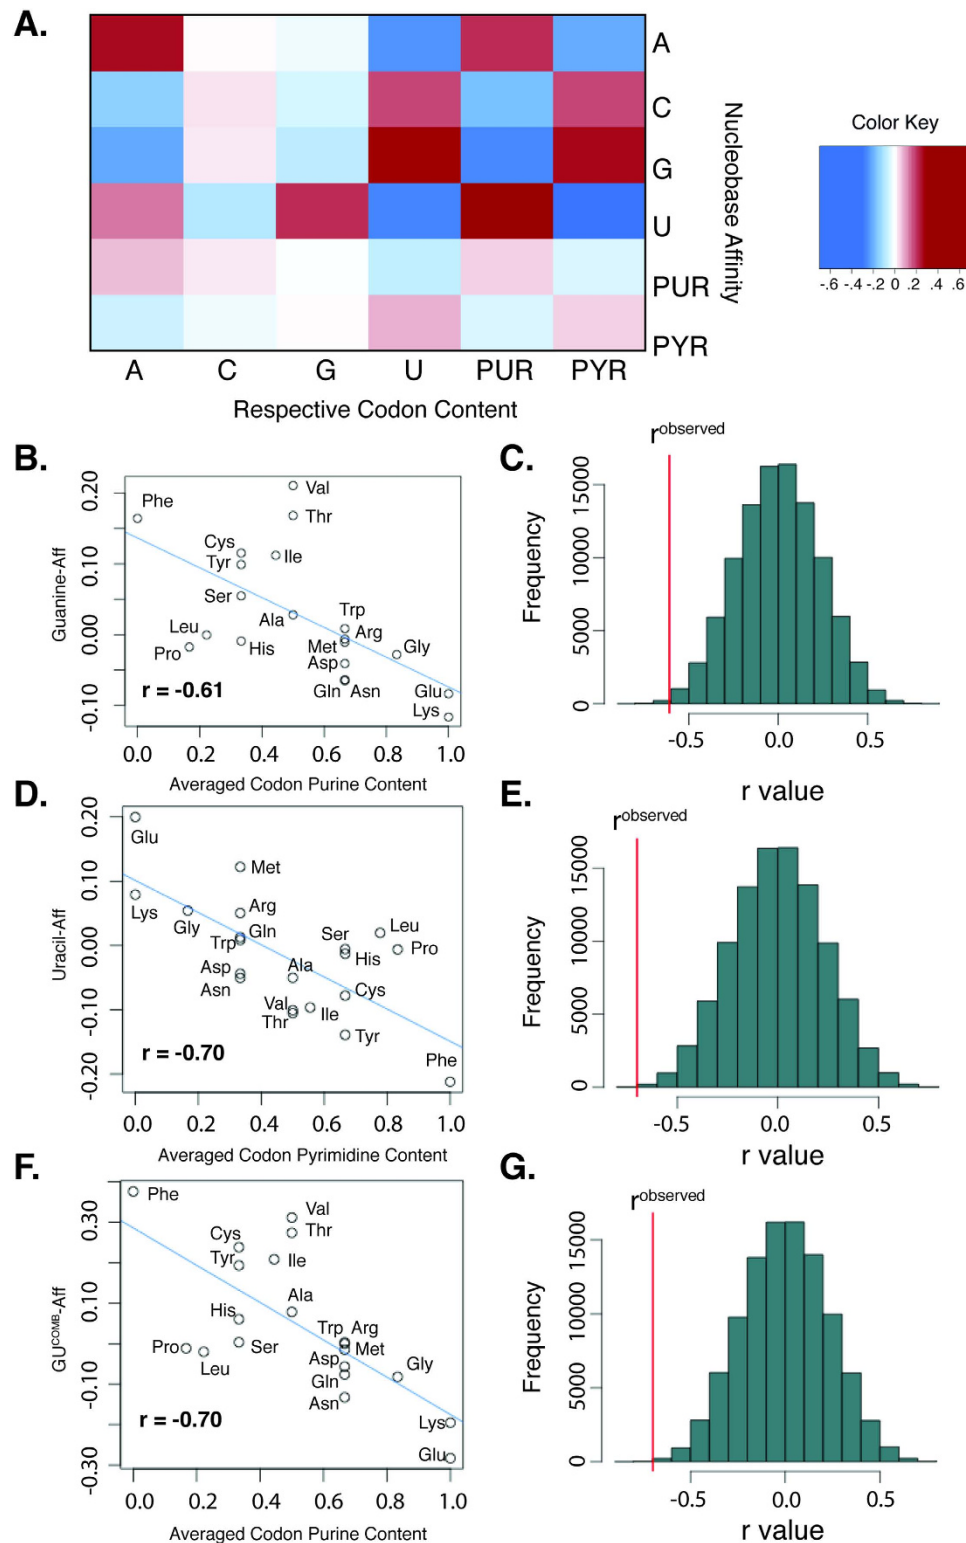 A.
A
C
G
U
PUR
PYR
Nucleobase Affinity
Color Key
-.6 -.4 -.2 0 .2 .4 .6
A C G U PUR PYR
Respective Codon Content
B.
Guanine-Aff
0.20
0.10
0.00
-0.10
Phe
Val
Thr
Cys
Tyr
Ile
Ser
Ala
Trp
Leu
Arg
Pro
His
Met
Gly
Asp
Gln Asn
Glu
Lys
r = -0.61
0.0 0.2 0.4 0.6 0.8 1.0
Averaged Codon Purine Content
C.
r observed
Frequency
15000
10000
5000
0
-0.5 0.0 0.5
r value
D.
Uracil-Aff
0.20
0.10
0.00
-0.10
-0.20
Glu
Met
Lys
Arg
Gly
Gln
Trp
Ser
Leu
His
Pro
Asp
Asn
Ala
Cys
Val
Thr
Ile
Tyr
Phe
r = -0.70
0.0 0.2 0.4 0.6 0.8 1.0
Averaged Codon Pyrimidine Content
E.
r observed
Frequency
15000
10000
5000
0
-0.5 0.0 0.5
r value
F.
GU COMB-Aff
0.30
0.10
-0.10
-0.30
Phe
Val
Thr
Cys
Tyr
Ile
Ala
His
Trp Arg
Pro
Ser
Met
Leu
Asp
Gly
Gln
Asn
Lys
Glu
r = -0.70
0.0 0.2 0.4 0.6 0.8 1.0
Averaged Codon Purine Content
G.
r observed
Frequency
15000
10000
5000
0
-0.5 0.0 0.5
r value